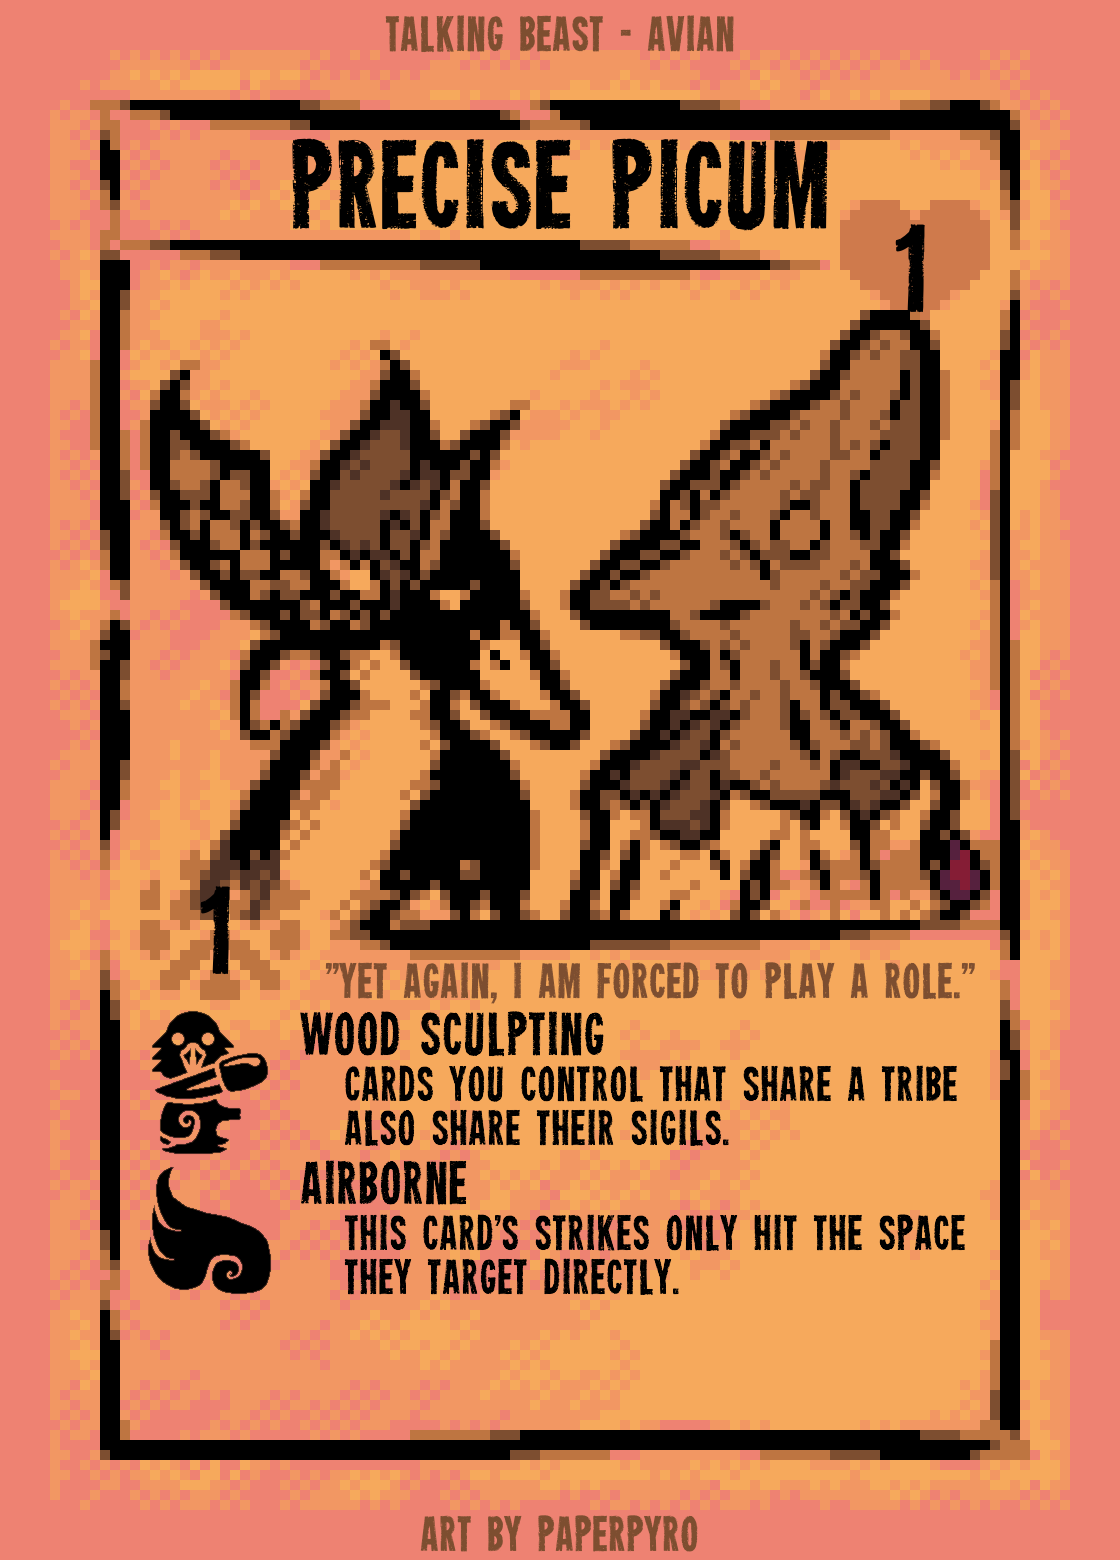 TALKING BEAST - AVIAN
PRECISE PICUM
1
1
"YET AGAIN, I AM FORCED TO PLAY A ROLE."
WOOD SCULPTING
CARDS YOU CONTROL THAT SHARE A TRIBE
ALSO SHARE THEIR SIGILS.
AIRBORNE
THIS CARD'S STRIKES ONLY HIT THE SPACE
THEY TARGET DIRECTLY.
ART BY PAPERPYRO